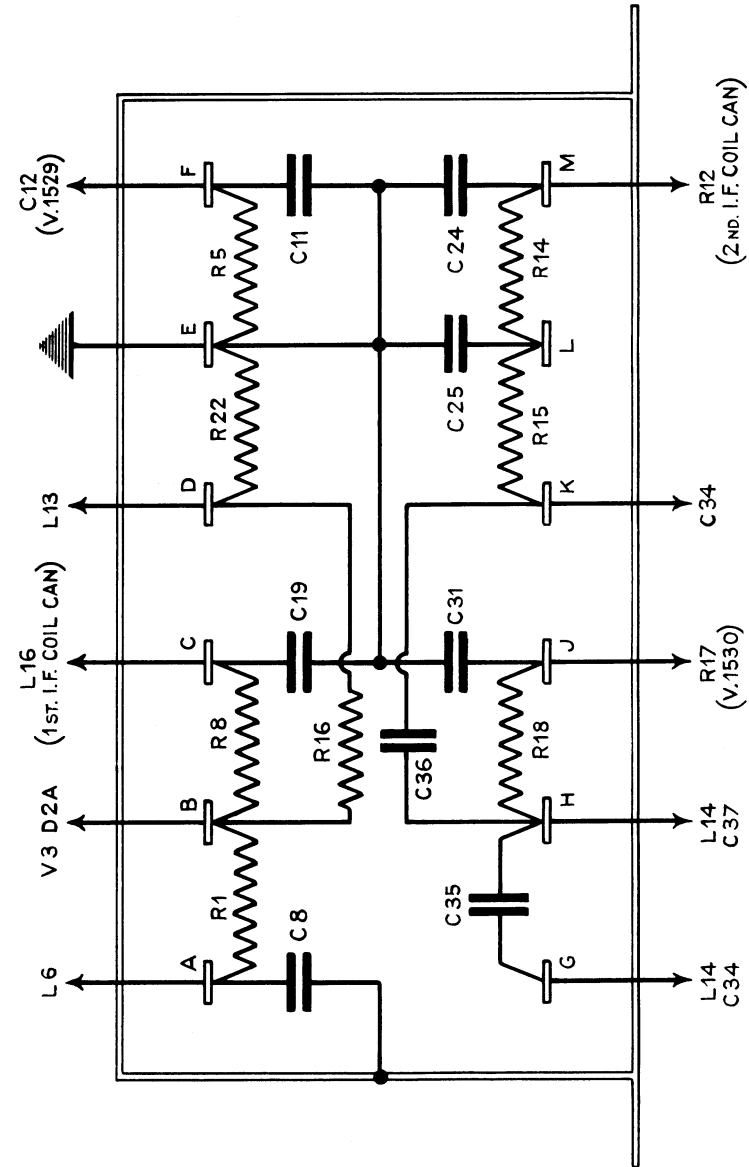 C12
(V.1529)
L13
L16
(1ST. I.F. COIL CAN)
V3 D2A
L6
F
E
D
C
B
A
R5
R22
R8
R1
C11
C19
C8
R16
C24
C25
C31
C36
C35
R14
R15
R18
M
L
K
J
H
G
R12
(2ND. I.F. COIL CAN)
C34
R17
(V.1530)
L14
C37
L14
C34